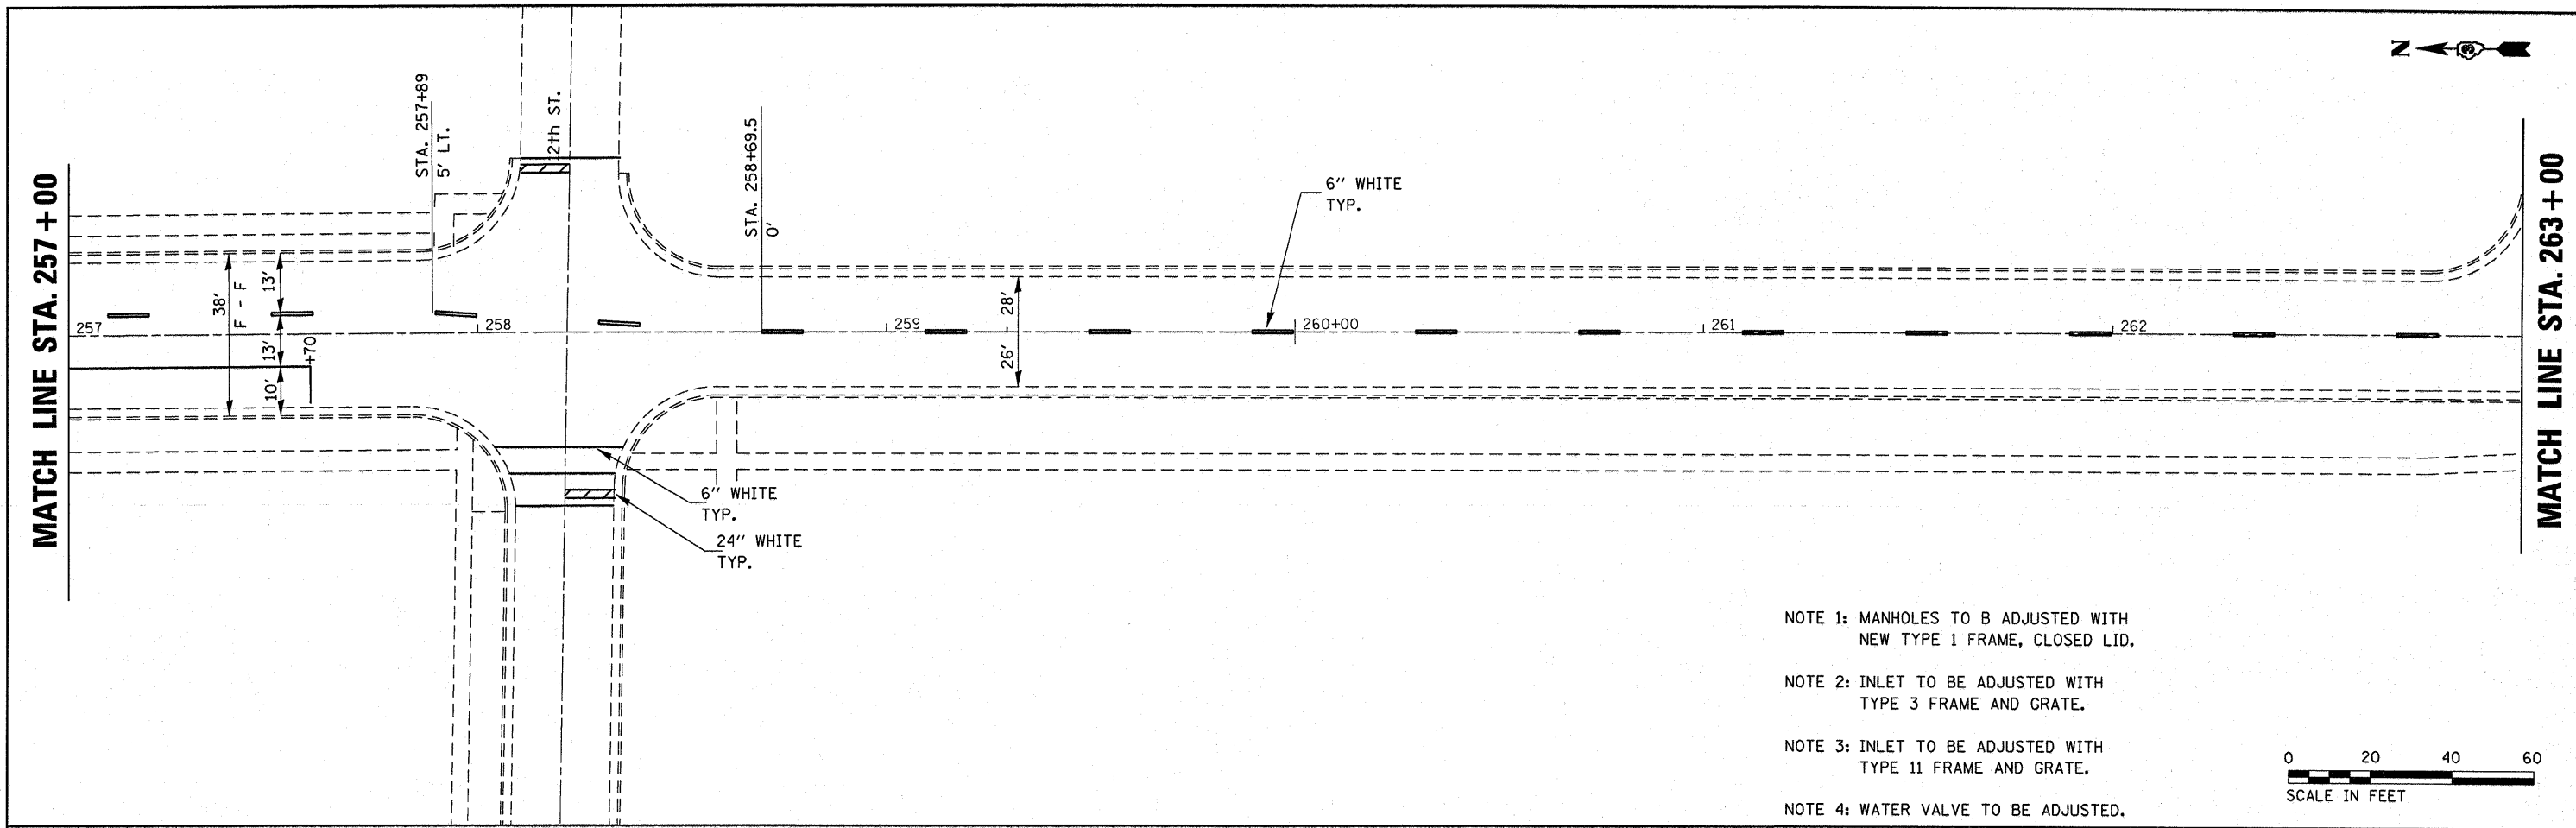 N
3
MATCH LINE STA. 257+00
STA. 257+89
5' LT.
2th ST.
STA. 258+69.5
0'
6" WHITE
TYP.
38'
F - F
13'
13'
10'
+70
257
258
259
260+00
261
262
26' - 28'
6" WHITE
TYP.
24" WHITE
TYP.
MATCH LINE STA. 263+00
NOTE 1: MANHOLES TO B ADJUSTED WITH
NEW TYPE 1 FRAME, CLOSED LID.
NOTE 2: INLET TO BE ADJUSTED WITH
TYPE 3 FRAME AND GRATE.
NOTE 3: INLET TO BE ADJUSTED WITH
TYPE 11 FRAME AND GRATE.
NOTE 4: WATER VALVE TO BE ADJUSTED.
0 20 40 60
SCALE IN FEET